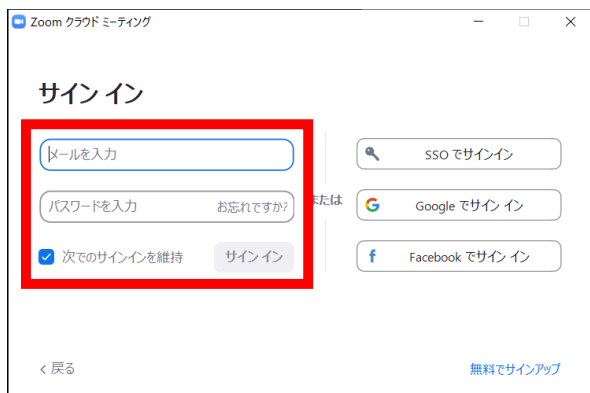 Zoom クラウド ミーティング
サイン イン
メールを入力
パスワードを入力 お忘れですか?
次でのサインインを維持 サイン イン
または
SSO でサインイン
Google でサイン イン
Facebook でサイン イン
戻る
無料でサインアップ